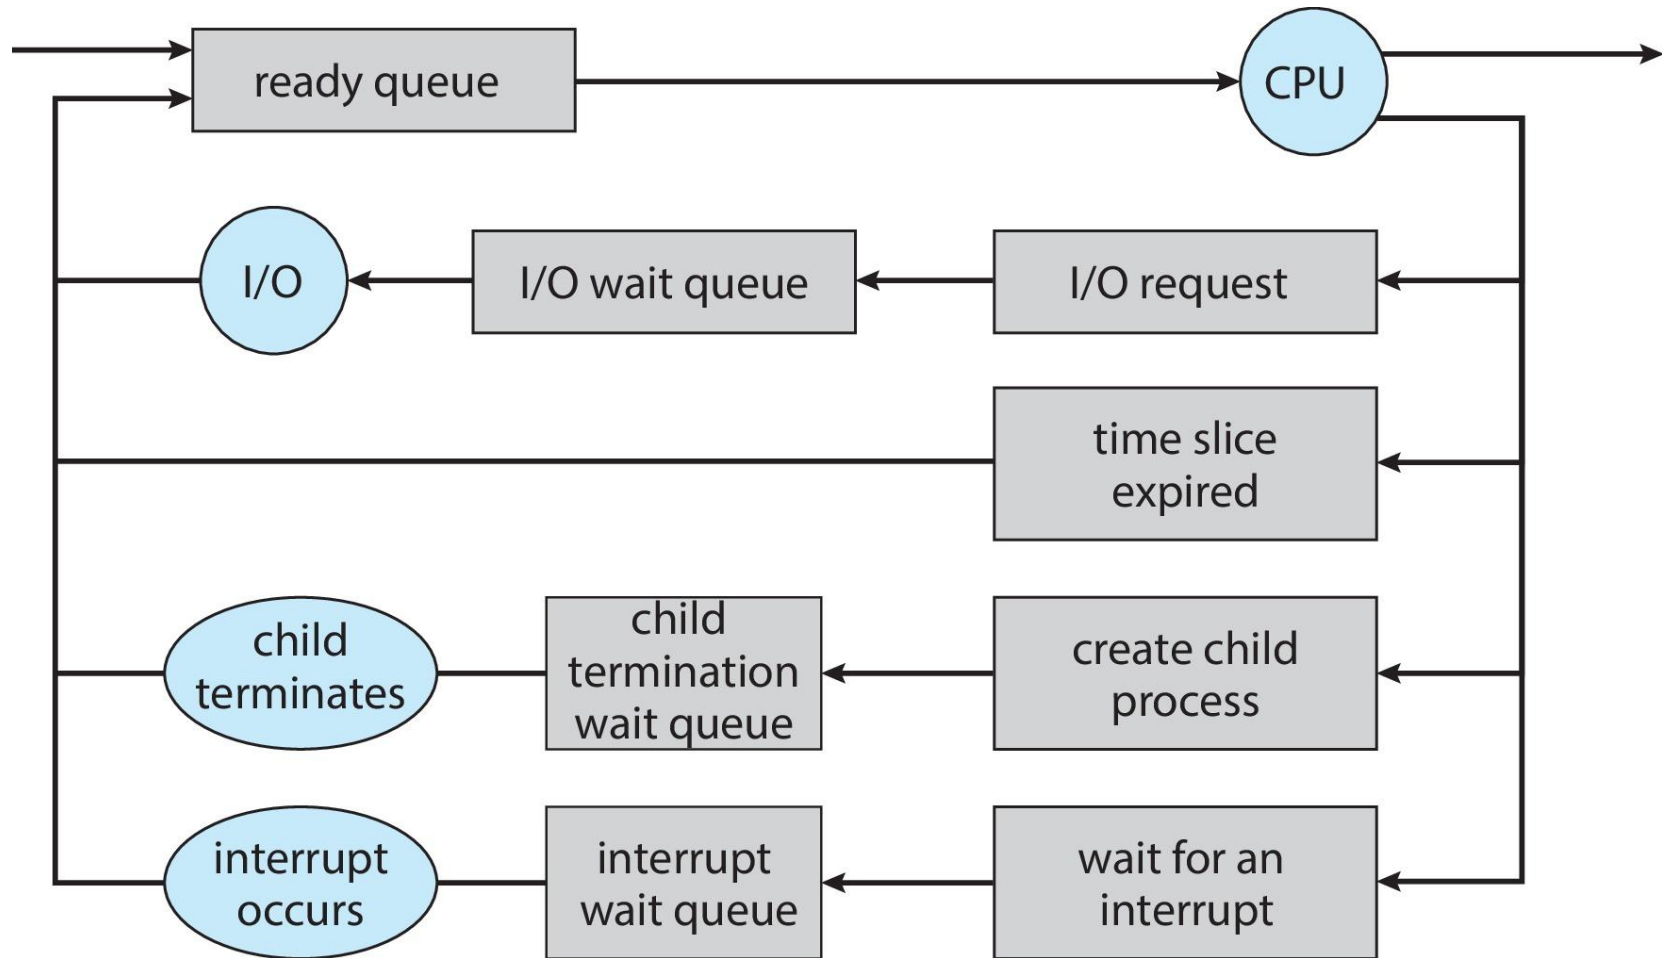 ready queue
CPU
I/O
I/O wait queue
I/O request
time slice
expired
child
terminates
child
termination
wait queue
create child
process
interrupt
occurs
interrupt
wait queue
wait for an
interrupt